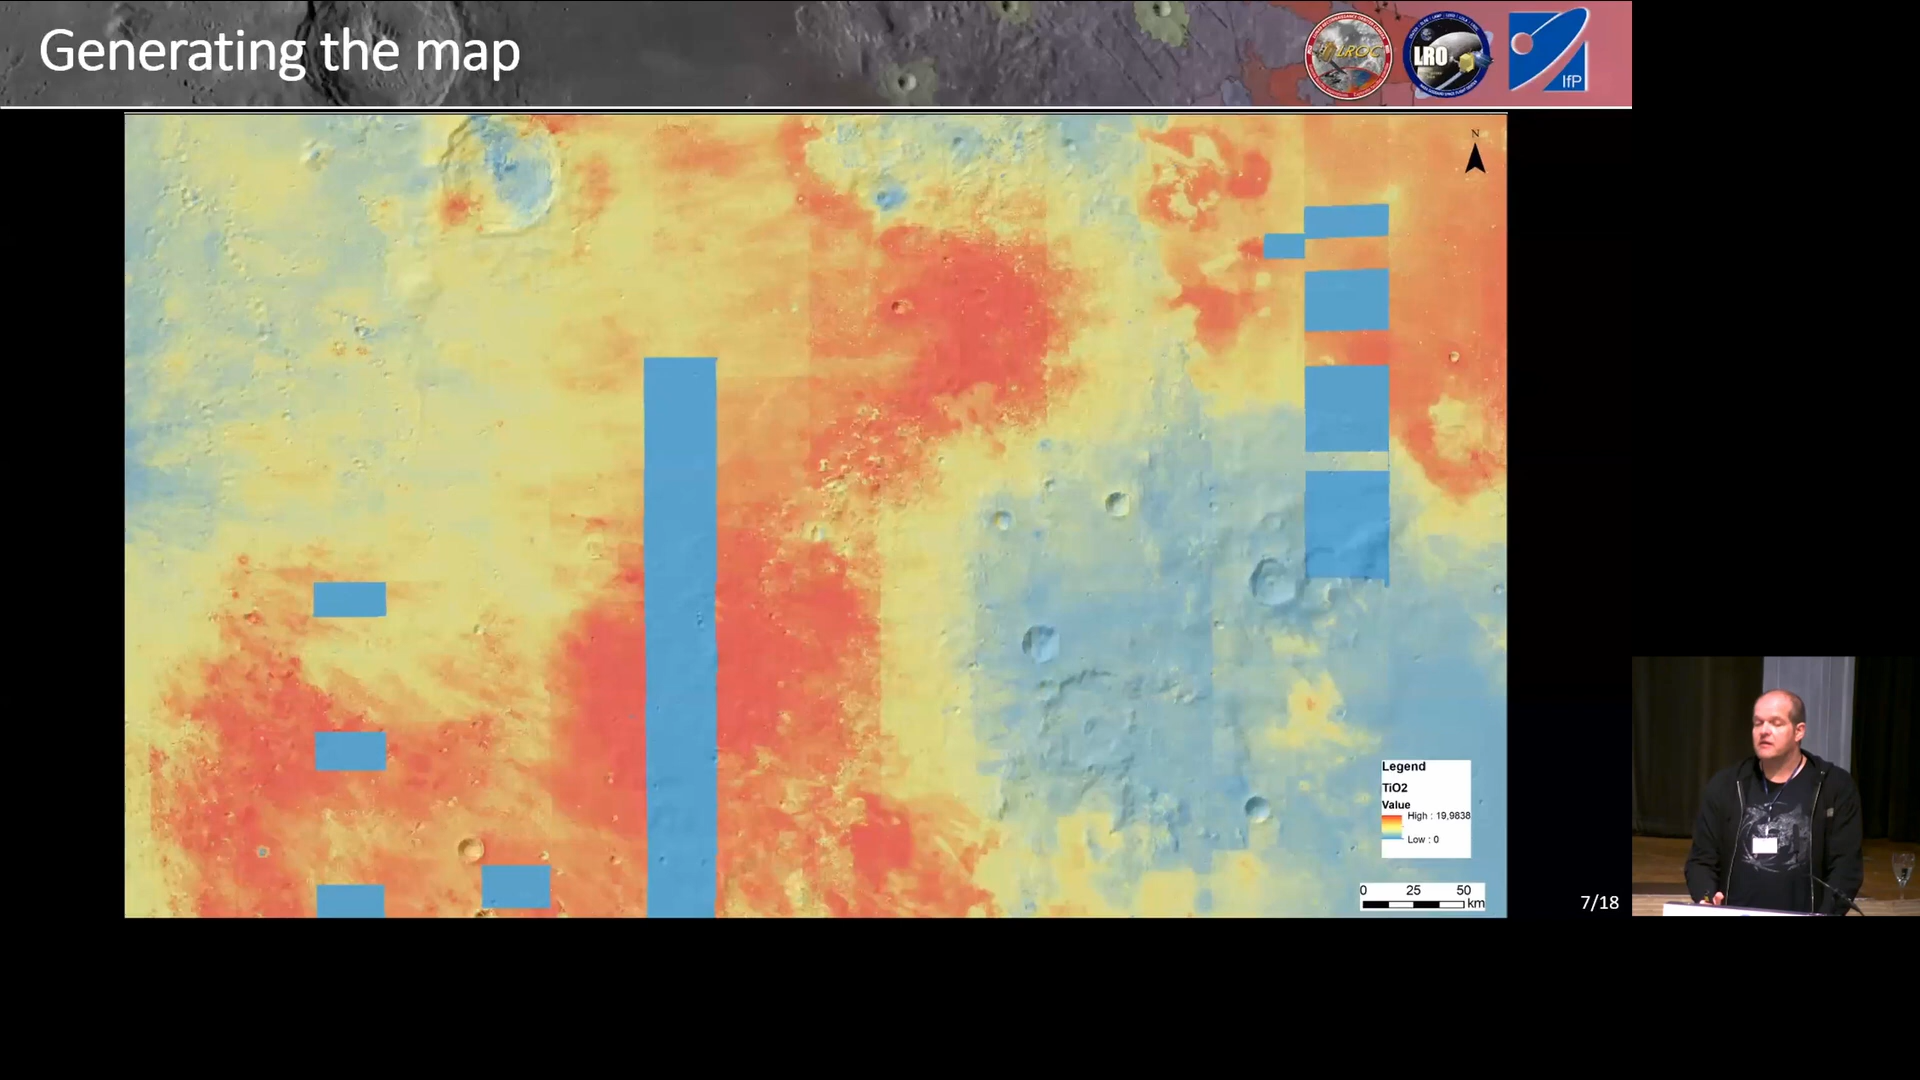 Generating the map
LROC
LRO
IfP
N
Legend
TiO2
Value
High : 19,9838
Low : 0
0 25 50
km
7/18